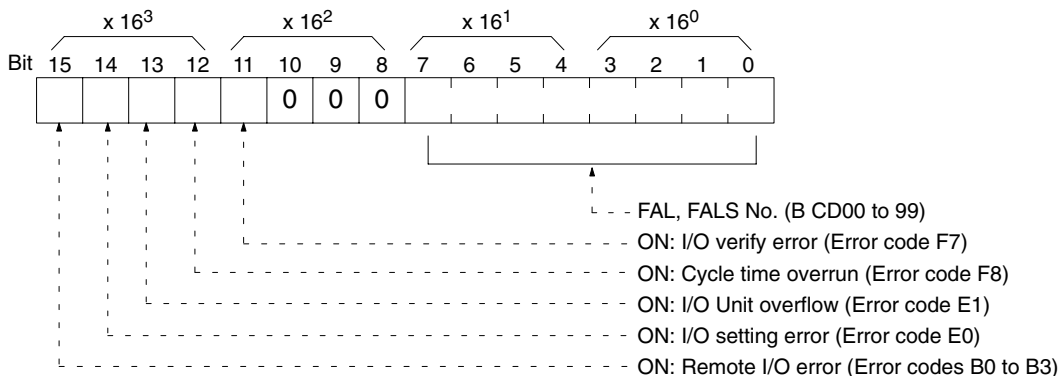 x 16³ x 16² x 16¹ x 16⁰
Bit 15 14 13 12 11 10 9 8 7 6 5 4 3 2 1 0
0 0 0
FAL, FALS No. (B CD00 to 99)
ON: I/O verify error (Error code F7)
ON: Cycle time overrun (Error code F8)
ON: I/O Unit overflow (Error code E1)
ON: I/O setting error (Error code E0)
ON: Remote I/O error (Error codes B0 to B3)